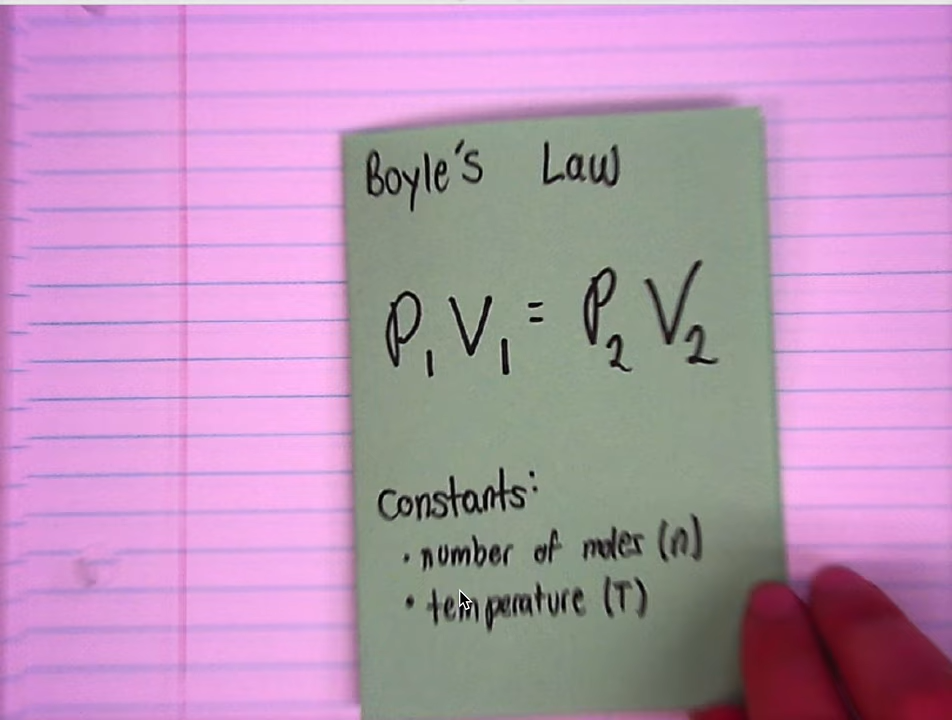 Boyle's Law
P₁V₁ = P₂V₂
Constants:
• number of moles (n)
• temperature (T)